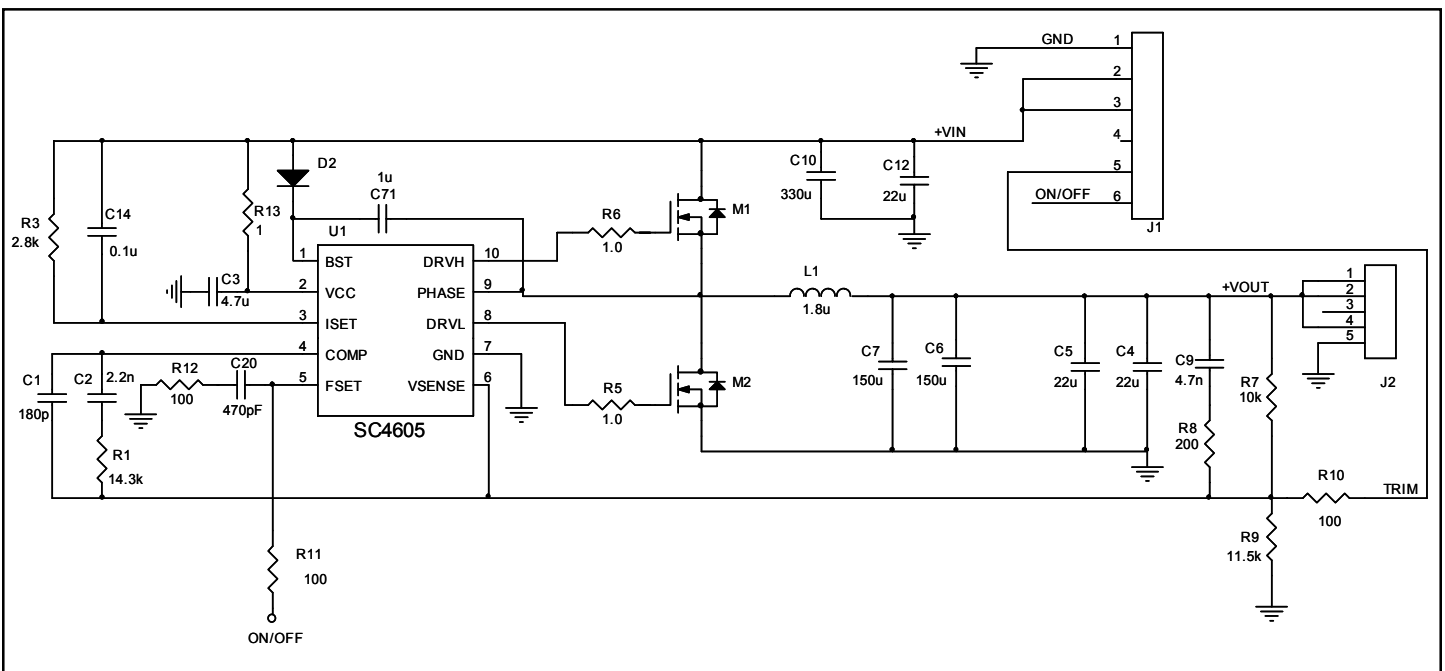 GND
1
2
3
4
5
6
ON/OFF
J1
+VIN
D2
1u
C71
C10
330u
C12
22u
R3
2.8k
C14
0.1u
R13
1
U1
R6
1.0
M1
C3
4.7u
1
BST
DRVH
10
2
VCC
PHASE
9
3
ISET
DRVL
8
4
COMP
GND
7
5
FSET
VSENSE
6
SC4605
L1
1.8u
+VOUT
1
2
3
4
5
J2
C1
180p
C2
2.2n
R12
100
C20
470pF
R5
1.0
M2
C7
150u
C6
150u
C5
22u
C4
22u
C9
4.7n
R7
10k
R8
200
R1
14.3k
R10
100
TRIM
R9
11.5k
R11
100
ON/OFF